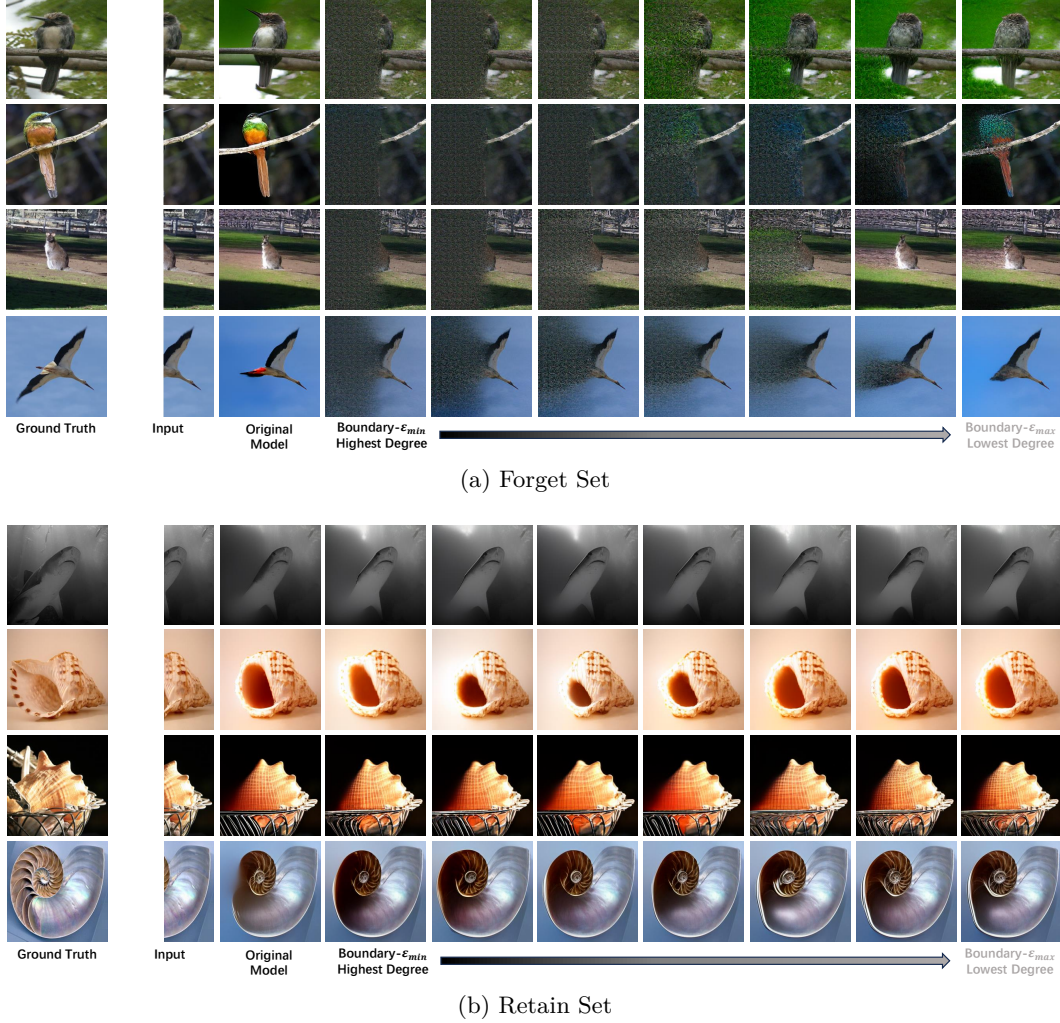 Ground Truth
Input
Original
Model
Boundary-εmin
Highest Degree
Boundary-εmax
Lowest Degree
(a) Forget Set
Ground Truth
Input
Original
Model
Boundary-εmin
Highest Degree
Boundary-εmax
Lowest Degree
(b) Retain Set